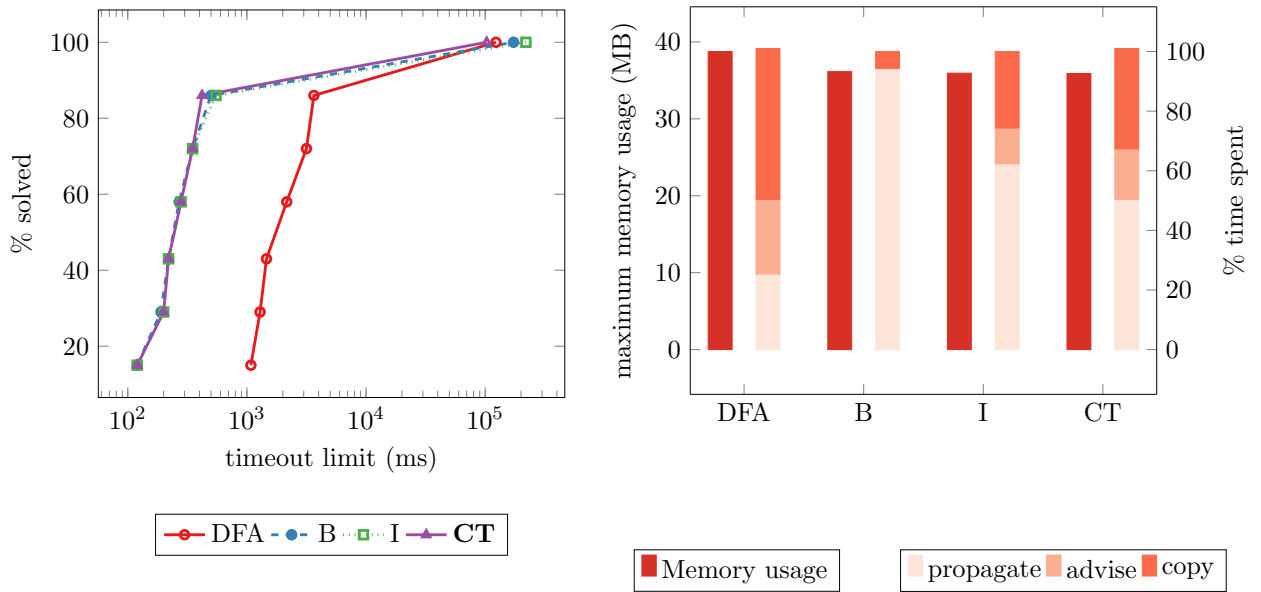 % solved
100
80
60
40
20
10^2
10^3
10^4
10^5
timeout limit (ms)
DFA B I CT
maximum memory usage (MB)
40
30
20
10
0
100
80
60
40
20
0
% time spent
DFA B I CT
Memory usage
propagate advise copy